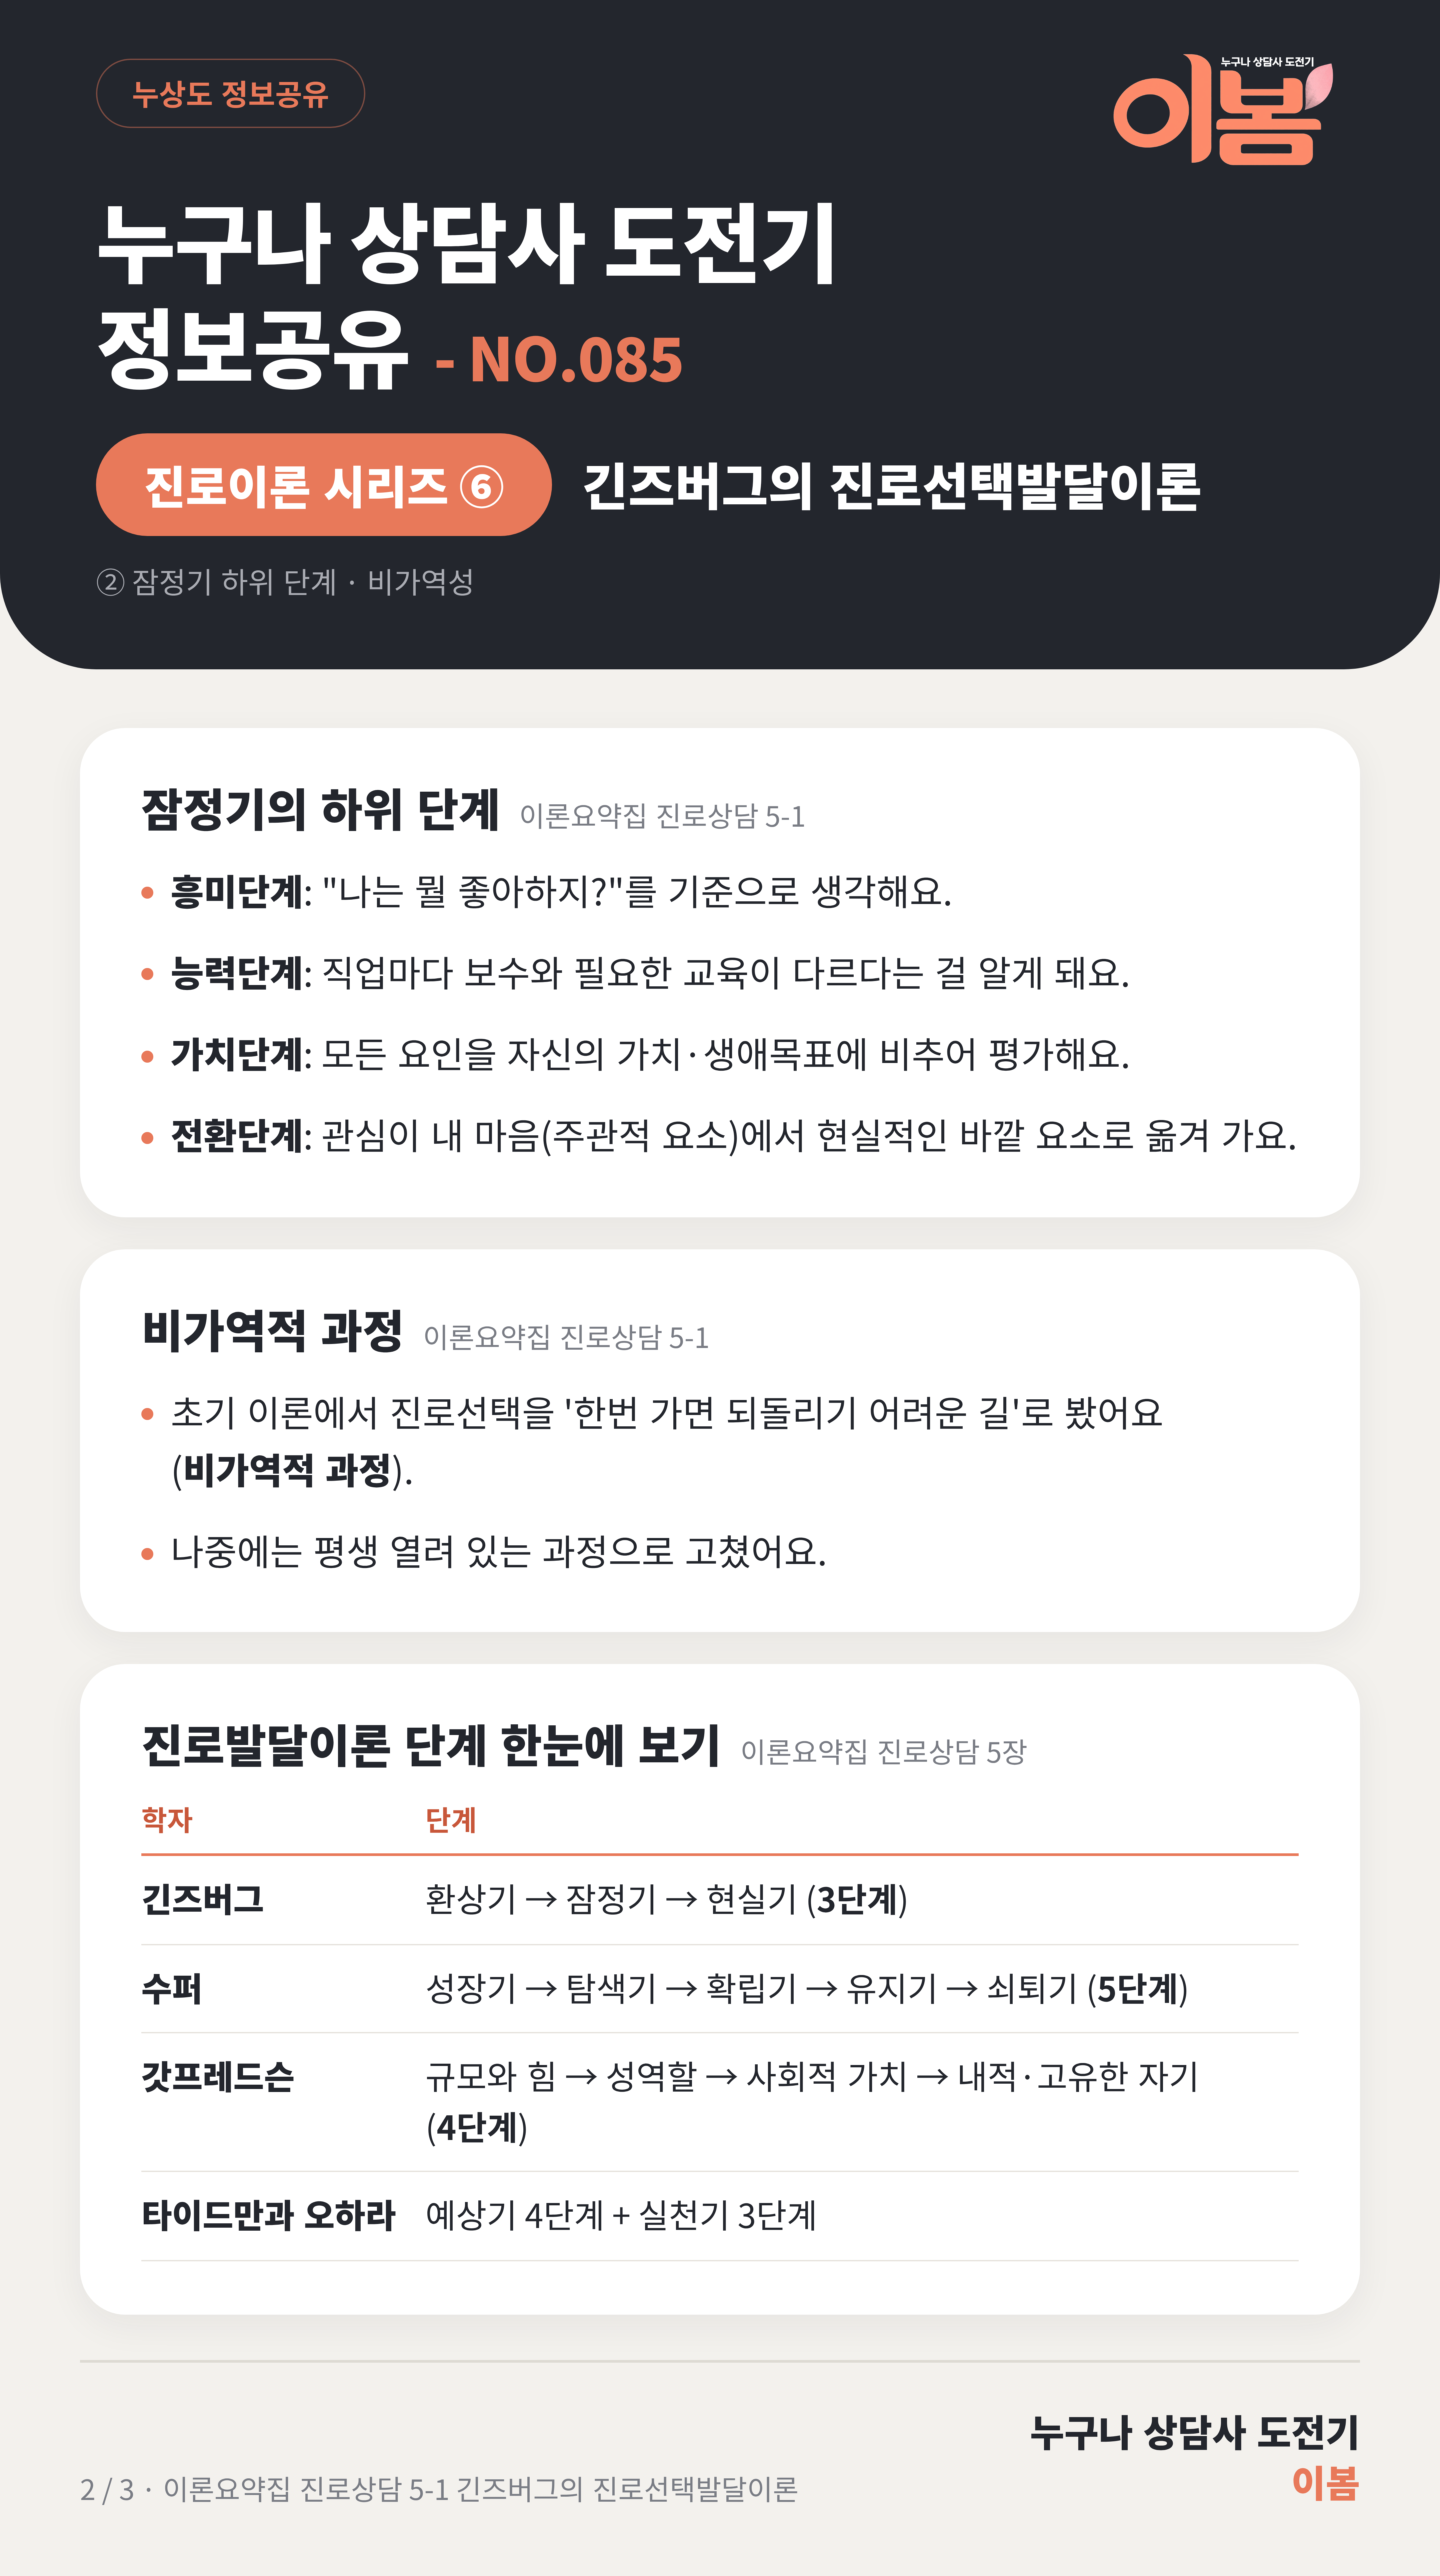 누상도 정보공유
누구나 상담사 도전기
이봄
누구나 상담사 도전기
정보공유 - NO.085
진로이론 시리즈 ⑥ 긴즈버그의 진로선택발달이론
② 잠정기 하위 단계 · 비가역성
잠정기의 하위 단계 이론요약집 진로상담 5-1
• 흥미단계: "나는 뭘 좋아하지?"를 기준으로 생각해요.
• 능력단계: 직업마다 보수와 필요한 교육이 다르다는 걸 알게 돼요.
• 가치단계: 모든 요인을 자신의 가치·생애목표에 비추어 평가해요.
• 전환단계: 관심이 내 마음(주관적 요소)에서 현실적인 바깥 요소로 옮겨 가요.
비가역적 과정 이론요약집 진로상담 5-1
• 초기 이론에서 진로선택을 '한번 가면 되돌리기 어려운 길'로 봤어요
(비가역적 과정).
• 나중에는 평생 열려 있는 과정으로 고쳤어요.
진로발달이론 단계 한눈에 보기 이론요약집 진로상담 5장
학자 단계
긴즈버그 환상기 → 잠정기 → 현실기 (3단계)
수퍼 성장기 → 탐색기 → 확립기 → 유지기 → 쇠퇴기 (5단계)
갓프레드슨 규모와 힘 → 성역할 → 사회적 가치 → 내적·고유한 자기
(4단계)
타이드만과 오하라 예상기 4단계 + 실천기 3단계
누구나 상담사 도전기
2 / 3 · 이론요약집 진로상담 5-1 긴즈버그의 진로선택발달이론 이봄